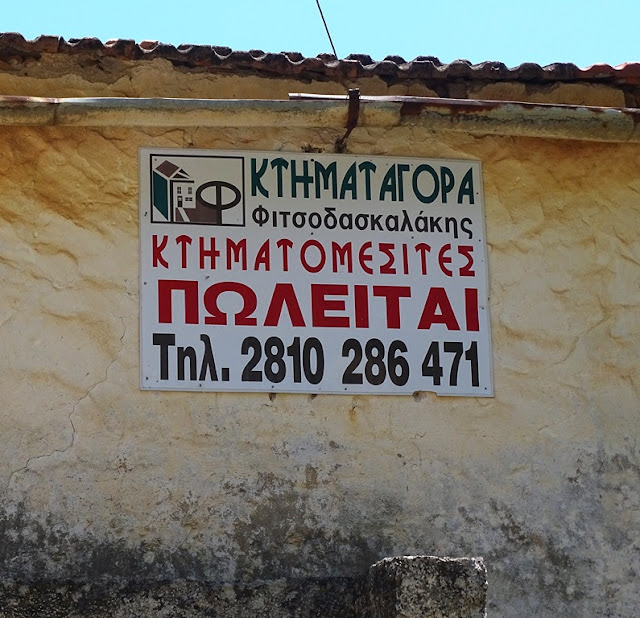 ΚΤΗΜΑΤΑΓΟΡΑ
Φιτσοδασκαλάκης
ΚΤΗΜΑΤΟΜΕΣΙΤΕΣ
ΠΩΛΕΙΤΑΙ
Τηλ. 2810 286 471